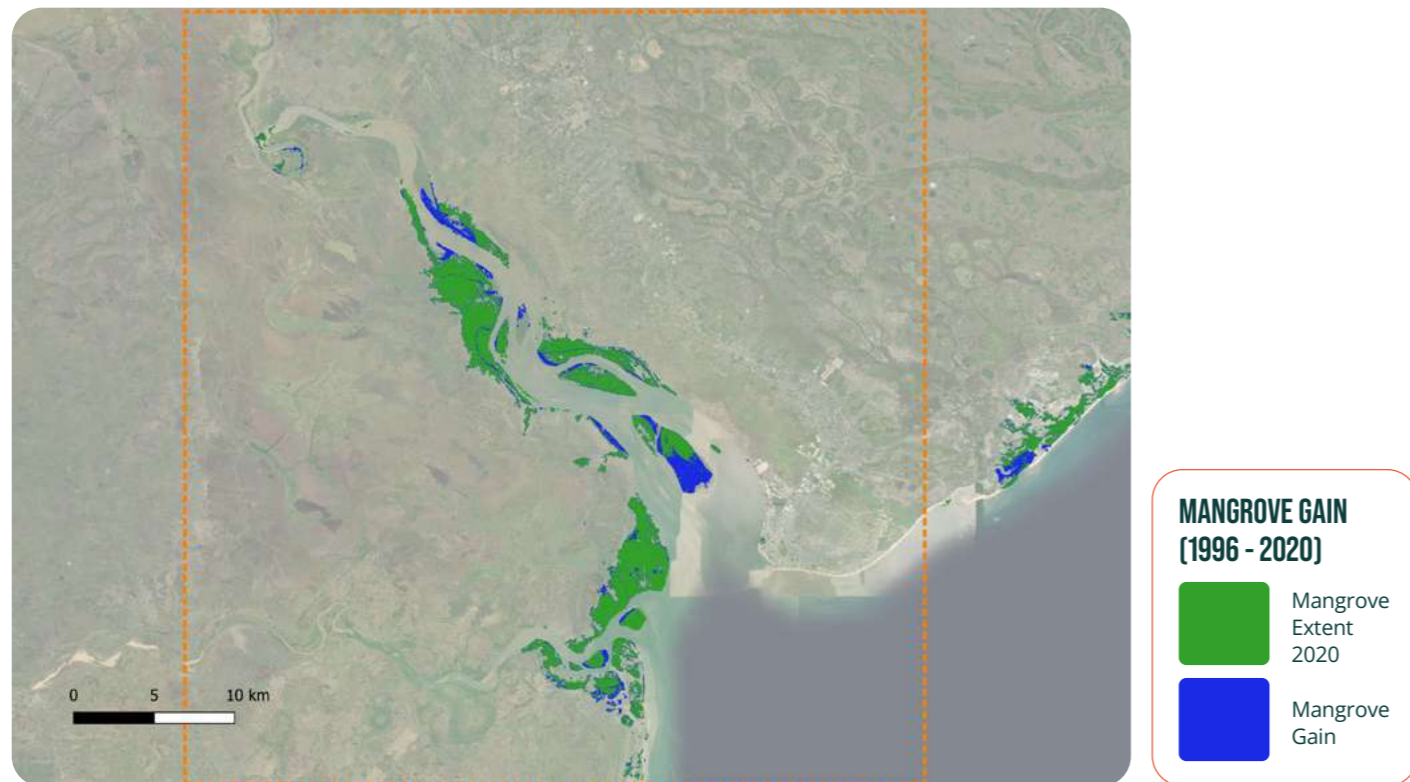 0 5 10 km
MANGROVE GAIN
(1996 - 2020)
Mangrove
Extent
2020
Mangrove
Gain